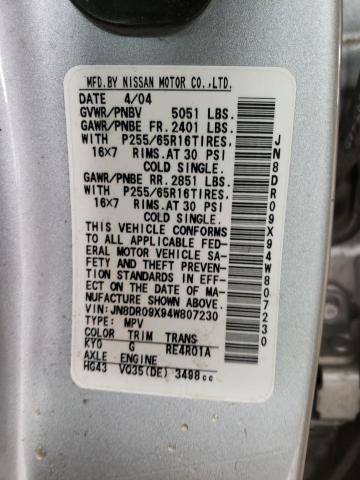 MFD.BY NISSAN MOTOR CO.,LTD.
DATE 4/04
GVWR/PNBV 5051 LBS.
GAWR/PNBE FR.2401 LBS.
WITH P255/65R16TIRES,
16X7 RIMS.AT 30 PSI
COLD SINGLE.
GAWR/PNBE RR.2851 LBS.
WITH P255/65R16TIRES,
16X7 RIMS.AT 30 PSI
COLD SINGLE.
THIS VEHICLE CONFORMS
TO ALL APPLICABLE FED-
ERAL MOTOR VEHICLE SA-
FETY AND THEFT PREV-
ENTION STANDARDS IN EFF-
ECT ON THE DATE OF MA-
NUFACTURE SHOWN ABOVE.
VIN:JN8DR09X94W807230
TYPE: MPV
COLOR TRIM TRANS
KY0 G RE4R01A
AXLE ENGINE
HG43 VQ35(DE) 3498cc
JN8DR09X94W807230